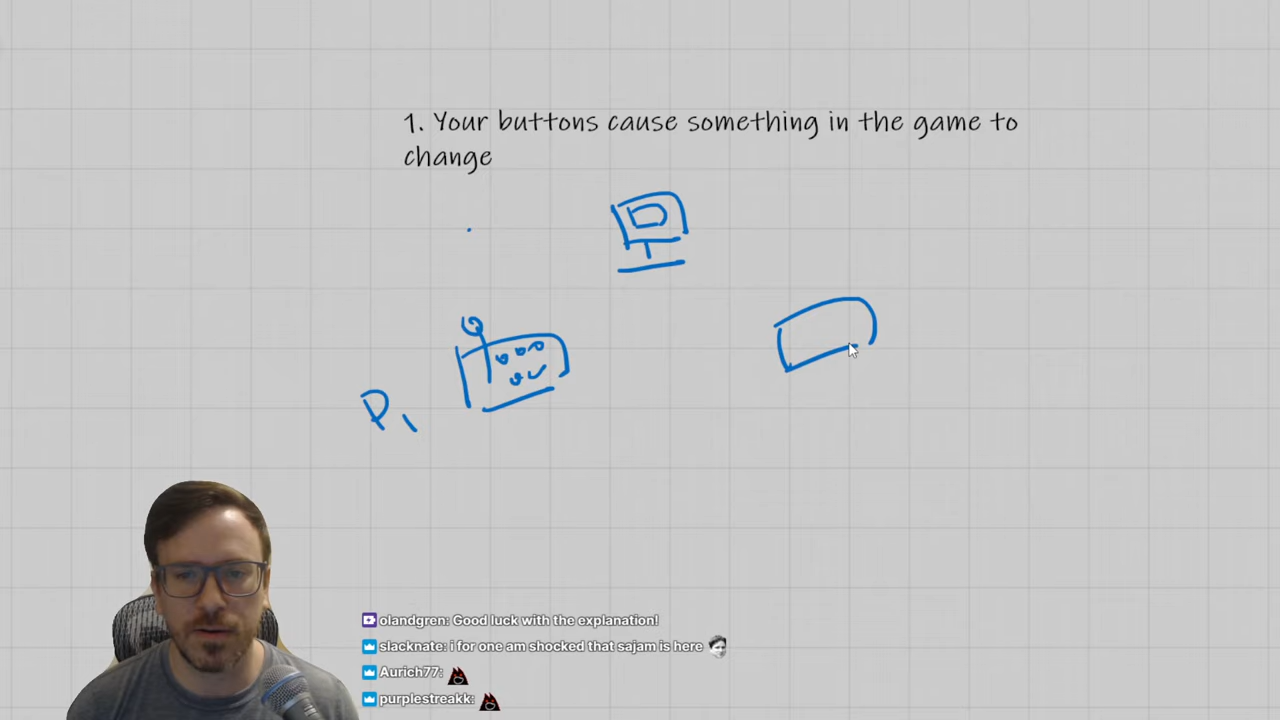 1. Your buttons cause something in the game to
change
P1
olandgren: Good luck with the explanation!
slacknate: i for one am shocked that sajam is here
Aurich77:
purplestreakk: